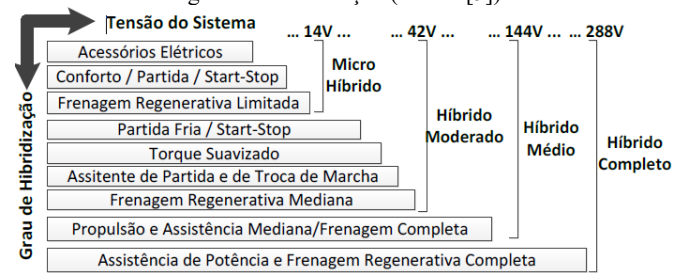 Tensão do Sistema
... 14V ... ... 42V ... ...144V ... ... 288V
Acessórios Elétricos
Conforto / Partida / Start-Stop
Frenagem Regenerativa Limitada
Partida Fria / Start-Stop
Torque Suavizado
Assitente de Partida e de Troca de Marcha
Frenagem Regenerativa Mediana
Propulsão e Assistência Mediana/Frenagem Completa
Assistência de Potência e Frenagem Regenerativa Completa
Micro
Híbrido
Híbrido
Moderado
Híbrido
Médio
Híbrido
Completo
Grau de Hibridização